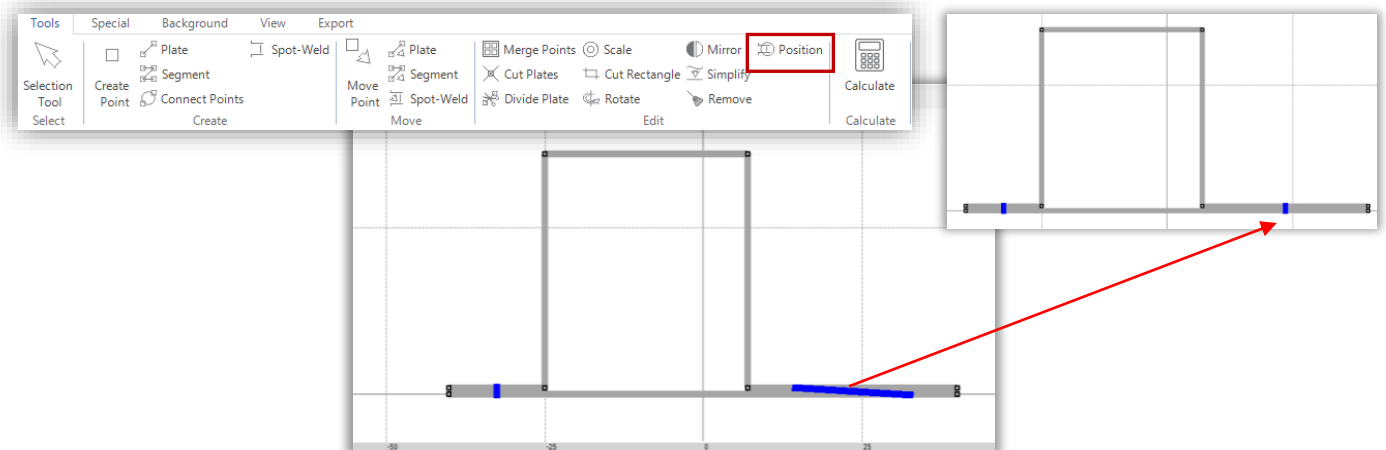 Tools Special Background View Export
Plate Spot-Weld Plate Merge Points Scale Mirror Position
Segment Segment Cut Plates Cut Rectangle Simplify
Selection Tool Create Point Connect Points Move Point Spot-Weld Divide Plate Rotate Remove Calculate
Select Create Move Edit Calculate
-50 -25 0 25